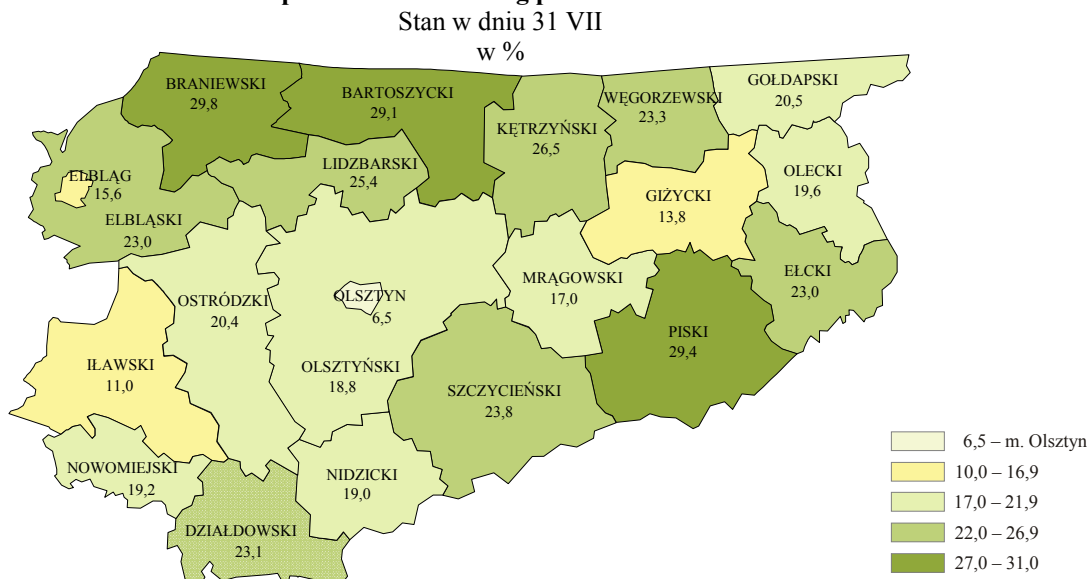 Stan w dniu 31 VII
w %
BRANIEWSKI
29,8
BARTOSZYCKI
29,1
KĘTRZYŃSKI
26,5
WĘGORZEWSKI
23,3
GOŁDAPSKI
20,5
ELBLĄG
15,6
ELBLĄSKI
23,0
LIDZBARSKI
25,4
GIŻYCKI
13,8
OLECKI
19,6
OSTRÓDZKI
20,4
OLSZTYN
6,5
MRĄGOWSKI
17,0
EŁCKI
23,0
IŁAWSKI
11,0
OLSZTYŃSKI
18,8
SZCZYCIEŃSKI
23,8
PISKI
29,4
NOWOMIEJSKI
19,2
NIDZICKI
19,0
DZIAŁDOWSKI
23,1
6,5 – m. Olsztyn
10,0 – 16,9
17,0 – 21,9
22,0 – 26,9
27,0 – 31,0